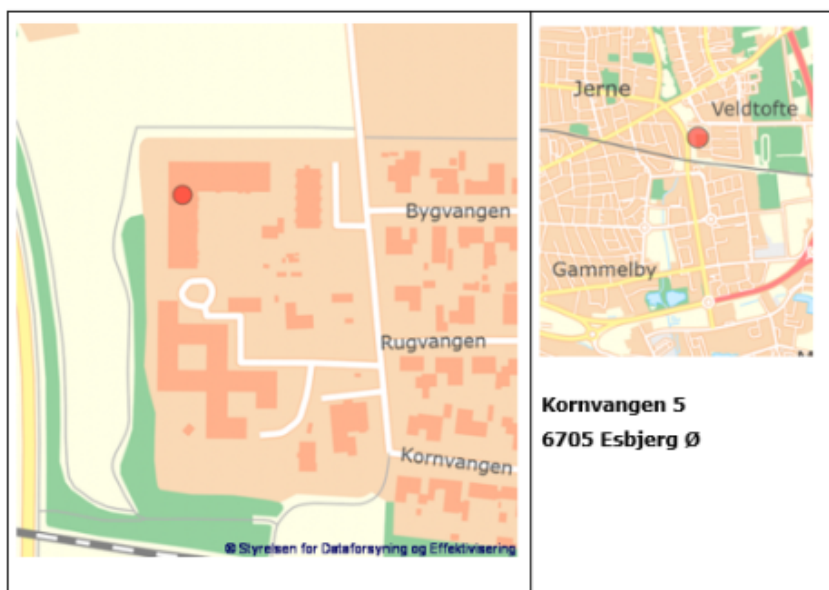 Bygvangen
Rugvangen
Kornvangen
© Styrelsen for Dataforsyning og Effektivisering
Jerne
Veldtofte
Gammelby
M
Kornvangen 5
6705 Esbjerg Ø